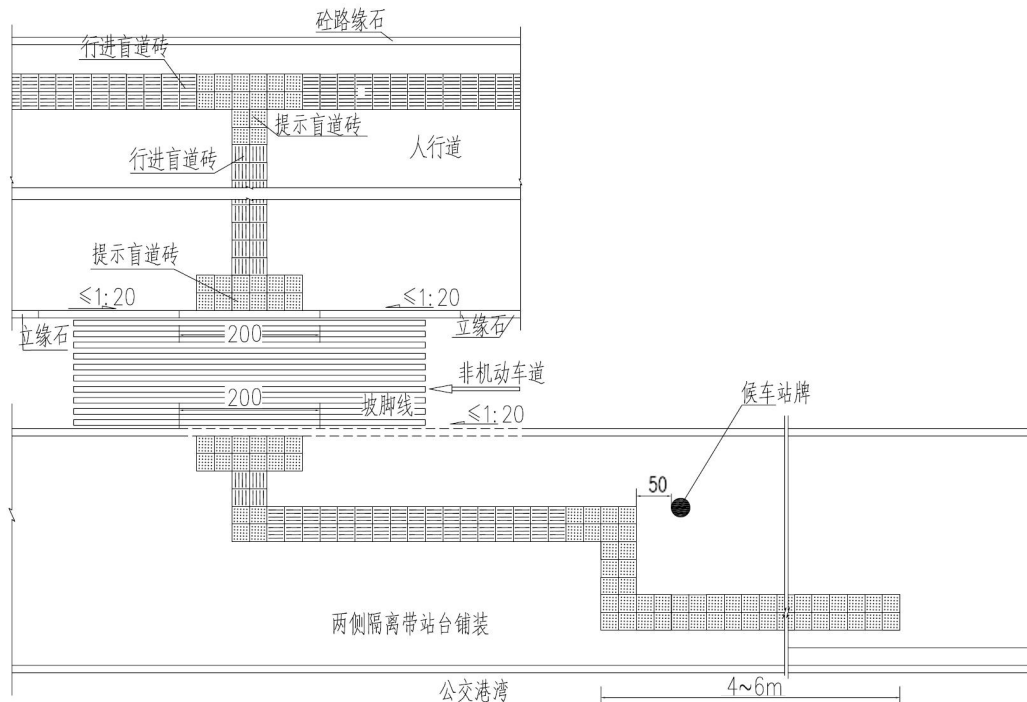 砼路缘石
行进盲道砖
提示盲道砖
人行道
行进盲道砖
提示盲道砖
≤1:20
≤1:20
立缘石
200
立缘石
非机动车道
200
坡脚线
≤1:20
候车站牌
50
两侧隔离带站台铺装
公交港湾
4~6m